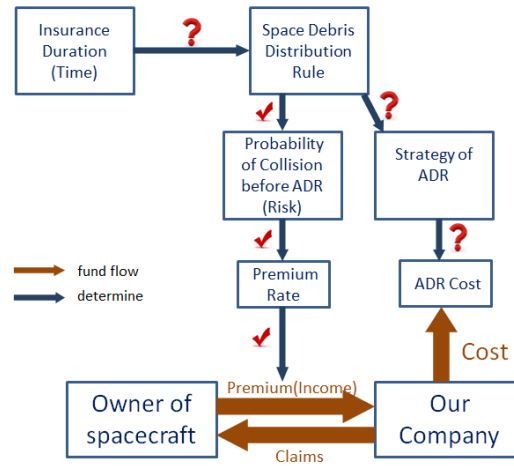 Insurance
Duration
(Time)
?
Space Debris
Distribution
Rule
?
Probability
of Collision
before ADR
(Risk)
Strategy of
ADR
?
fund flow
determine
Premium
Rate
ADR Cost
Cost
Premium(Income)
Owner of
spacecraft
Our
Company
Claims